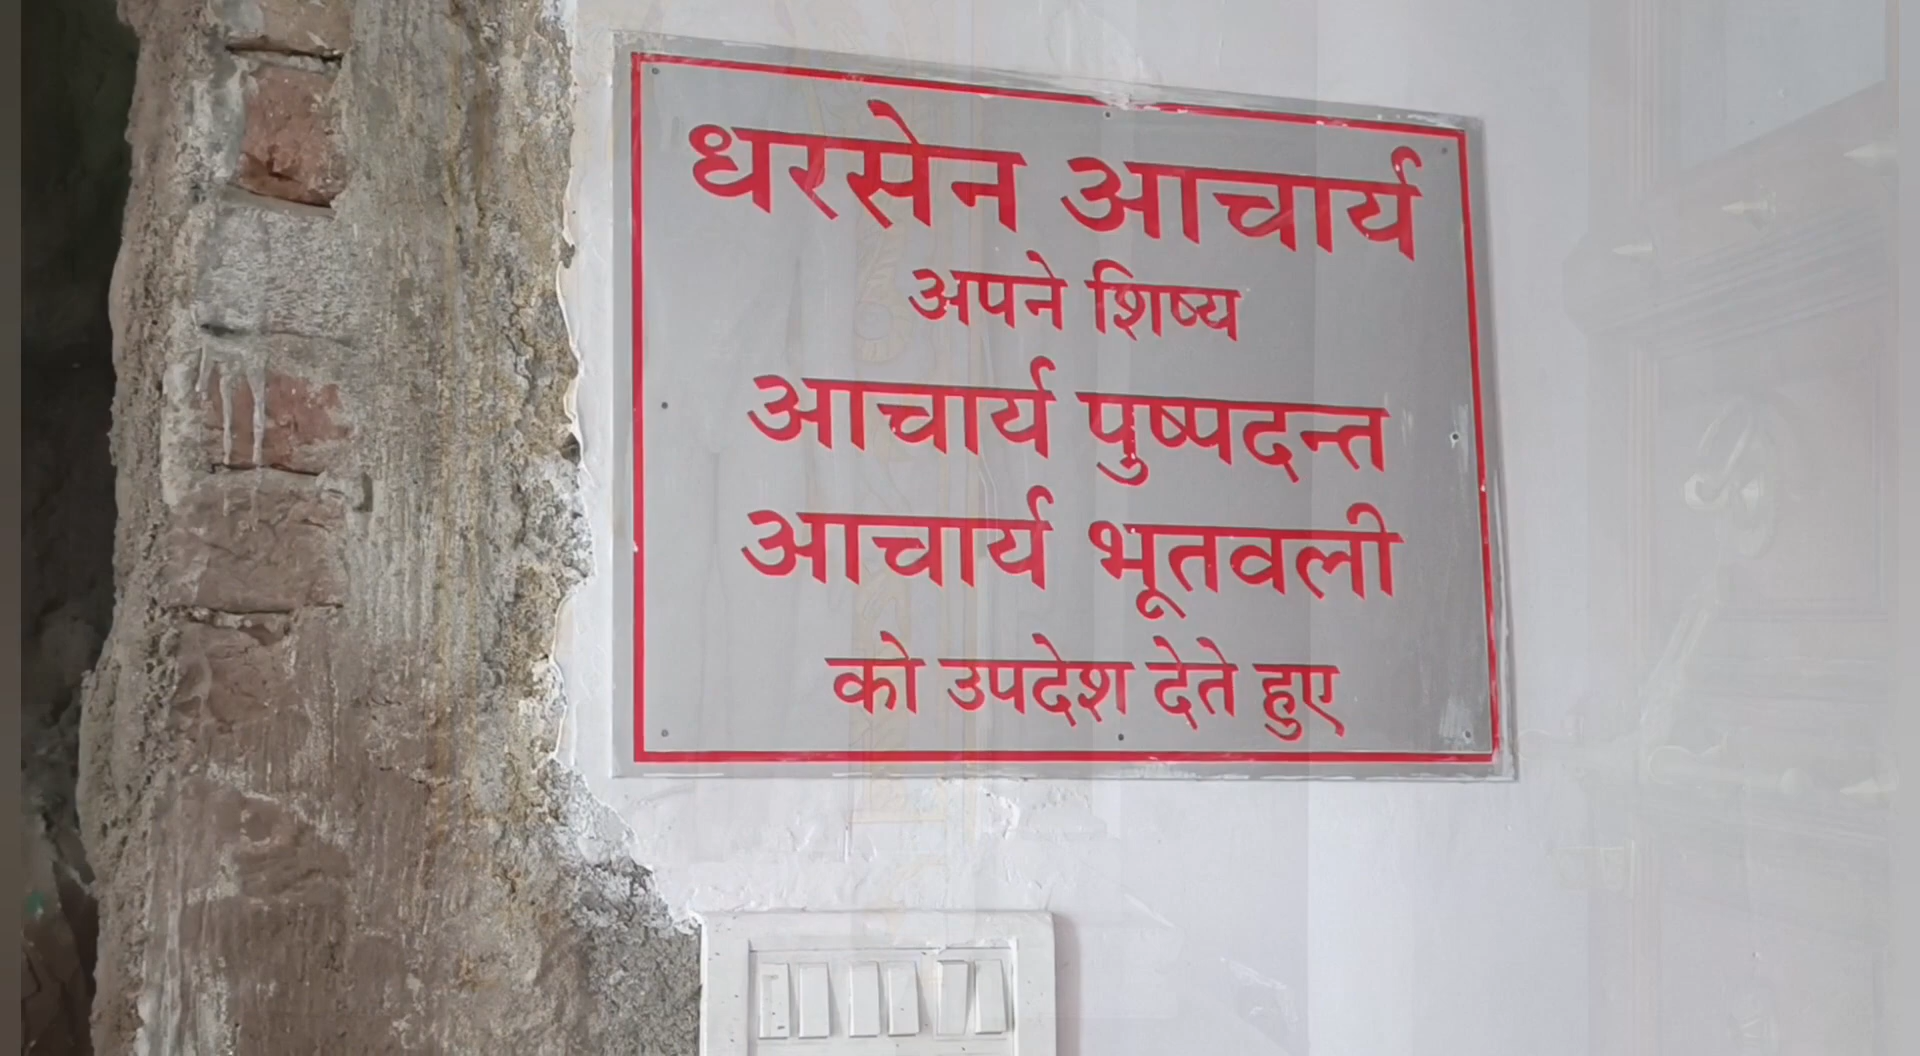 धरसेन आचार्य
अपने शिष्य
आचार्य पुष्पदन्त
आचार्य भूतवली
को उपदेश देते हुए